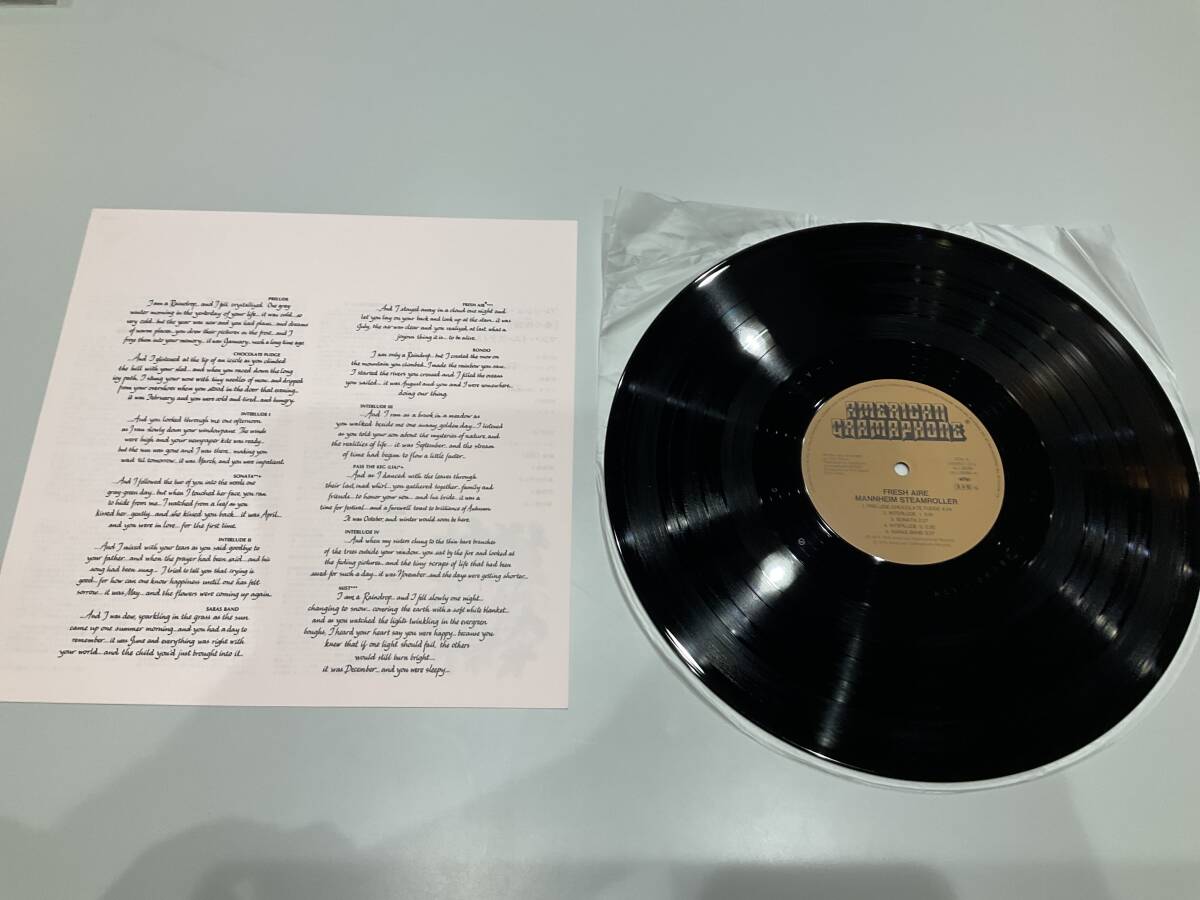 PRELUDE
I am a Raindrop... and I fell crystallized. One grey
winter morning in the yesterday of your life... it was cold... so
very cold... but the year was new and you had plans... and dreams
of warm places, you drew their pictures in the frost... and I
froze them into your memory... it was January... such a long time ago.
CHOCOLATE FUDGE
...And I glistened at the tip of an icicle as you climbed
the hill with your sled... and when you raced down the long
icy path, I stung your nose with tiny needles of snow... and dripped
from your overshoes when you stood in the door that evening...
it was February, and you were cold and tired... and hungry.
INTERLUDE I
...And you looked through me one afternoon
as I ran slowly down your windowpane. The winds
were high and your newspaper kite was ready...
but the sun was gone and I was there... making you
wait 'til tomorrow... it was March, and you were impatient.
SONATA**
And I followed the two of you into the woods one
gray-green day... but when I touched her face, you ran
to hide from me... I watched from a leaf as you
kissed her... gently... and she kissed you back... it was April...
and you were in love... for the first time.
INTERLUDE II
...And I mixed with your tears as you said goodbye to
your father... and when the prayer had been said... and his
song had been sung... I tried to tell you that crying is
good... for how can one know happiness until one has felt
sorrow... it was May... and the flowers were coming up again.
SARAS BAND
...And I was dew, sparkling in the grass as the sun
came up one summer morning... and you had a day to
remember... it was June and everything was right with
your world... and the child you'd just brought into it...
FRESH AIRE****
And I stayed away in a cloud one night and
let you lay on your back and look up at the stars... it was
July, the air was clear and you realized at last what a
joyous thing it is... to be alive.
RONDO
I am only a Raindrop... but I created the snow on
the mountain you climbed... I made the rainbow you saw...
I started the rivers you crossed and I filled the ocean
you sailed... it was August and you and I were somewhere...
doing our thing.
INTERLUDE III
...And I ran as a brook in a meadow as
you walked beside me one sunny, golden day... I listened
as you told your son about the mysteries of nature, and
the realities of life... it was September... and the stream
of time had begun to flow a little faster...
PASS THE KEG (LIA)**
And as I danced with the leaves through
their last, mad whirl... you gathered together... family and
friends... to honor your son... and his bride... it was a
time for festival... and a farewell toast to brilliance of Autumn.
It was October, and winter would soon be here.
INTERLUDE IV
...And when my sisters clung to the thin bare branches
of the trees outside your window... you sat by the fire and looked at
the fading pictures... and the tiny scraps of life that had been
saved for such a day... it was November... and the days were getting shorter...
MIST***
I am a Raindrop... and I fell slowly one night...
changing to snow... covering the earth with a soft white blanket...
and as you watched the lights twinkling in the evergreen
boughs, I heard your heart say you were happy... because you
knew that if one light should fail, the others
would still burn bright...
it was December... and you were sleepy...
AMERICAN
GRAMAPHONE
FRESH AIRE
MANNHEIM STEAMROLLER
1. PRELUDE/CHOCOLATE FUDGE
2. INTERLUDE I
3. SONATA
4. INTERLUDE II
5. SARAS BAND